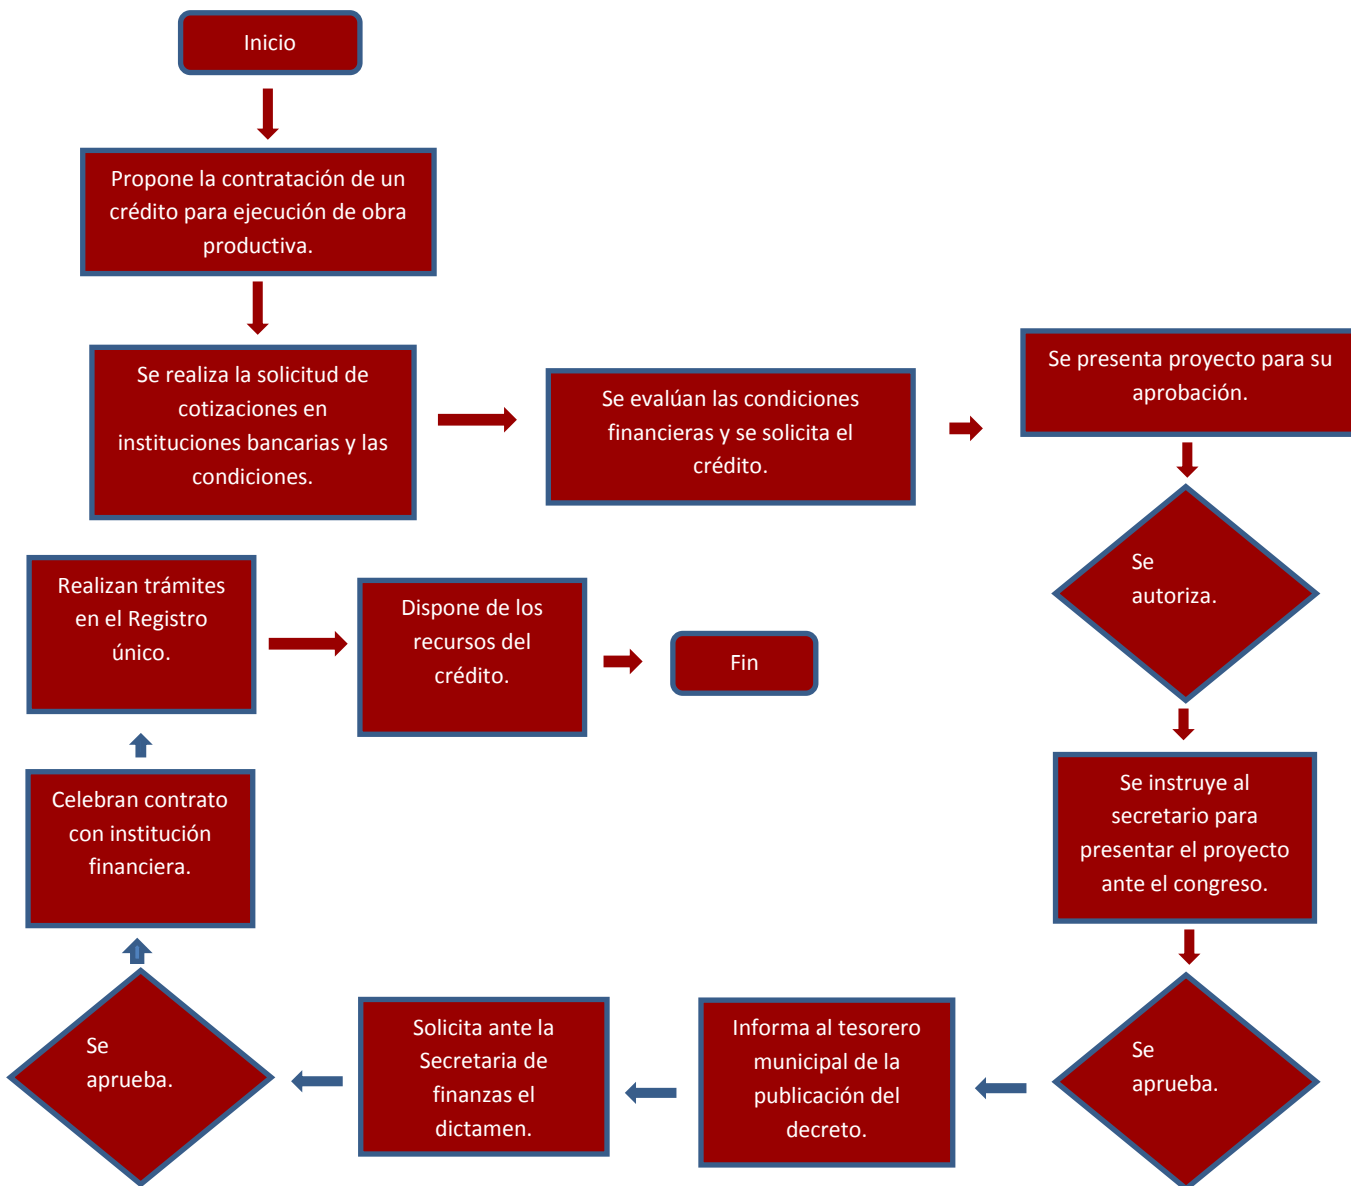 Inicio
Propone la contratación de un
crédito para ejecución de obra
productiva.
Se realiza la solicitud de
cotizaciones en
instituciones bancarias y las
condiciones.
Se evalúan las condiciones
financieras y se solicita el
crédito.
Se presenta proyecto para su
aprobación.
Se
autoriza.
Se instruye al
secretario para
presentar el proyecto
ante el congreso.
Se
aprueba.
Informa al tesorero
municipal de la
publicación del
decreto.
Solicita ante la
Secretaria de
finanzas el
dictamen.
Se
aprueba.
Celebran contrato
con institución
financiera.
Realizan trámites
en el Registro
único.
Dispone de los
recursos del
crédito.
Fin